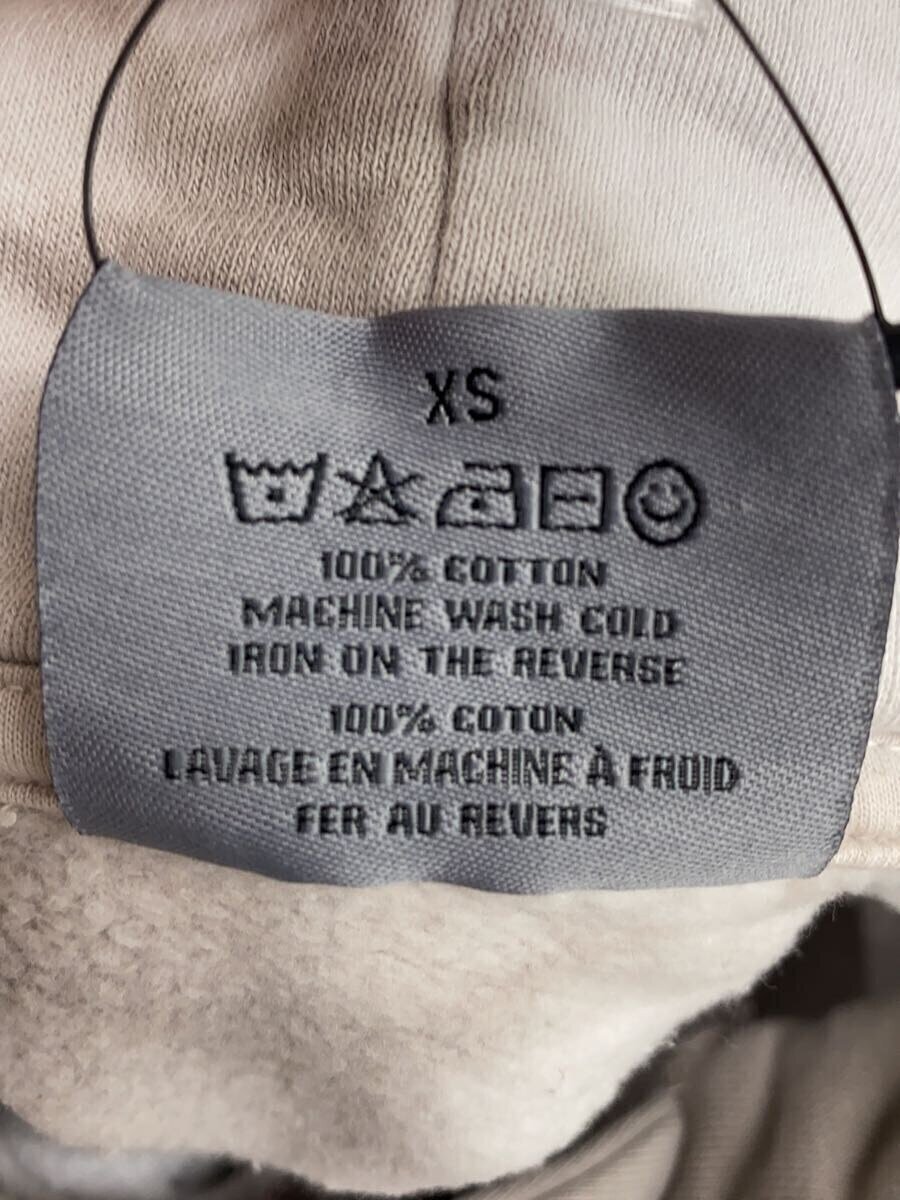 XS
100% COTTON
MACHINE WASH COLD
IRON ON THE REVERSE
100% COTON
LAVAGE EN MACHINE À FROID
FER AU REVERS